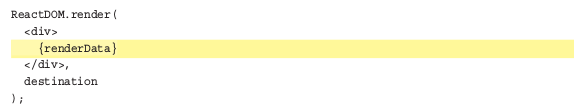 ReactDOM.render(
  <div>
    {renderData}
  </div>,
  destination
);